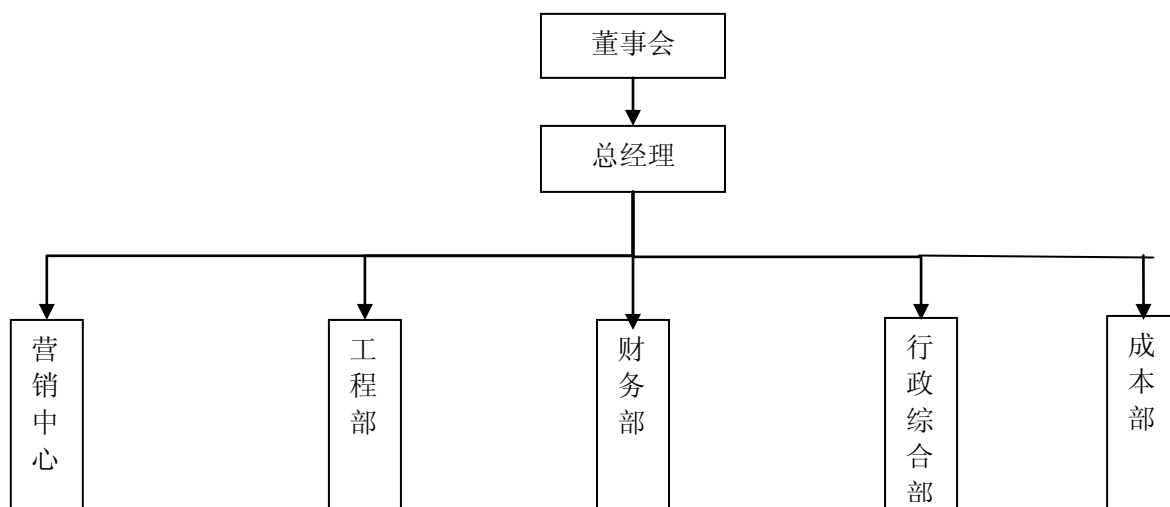 董事会
总经理
营销中心
工程部
财务部
行政综合部
成本部